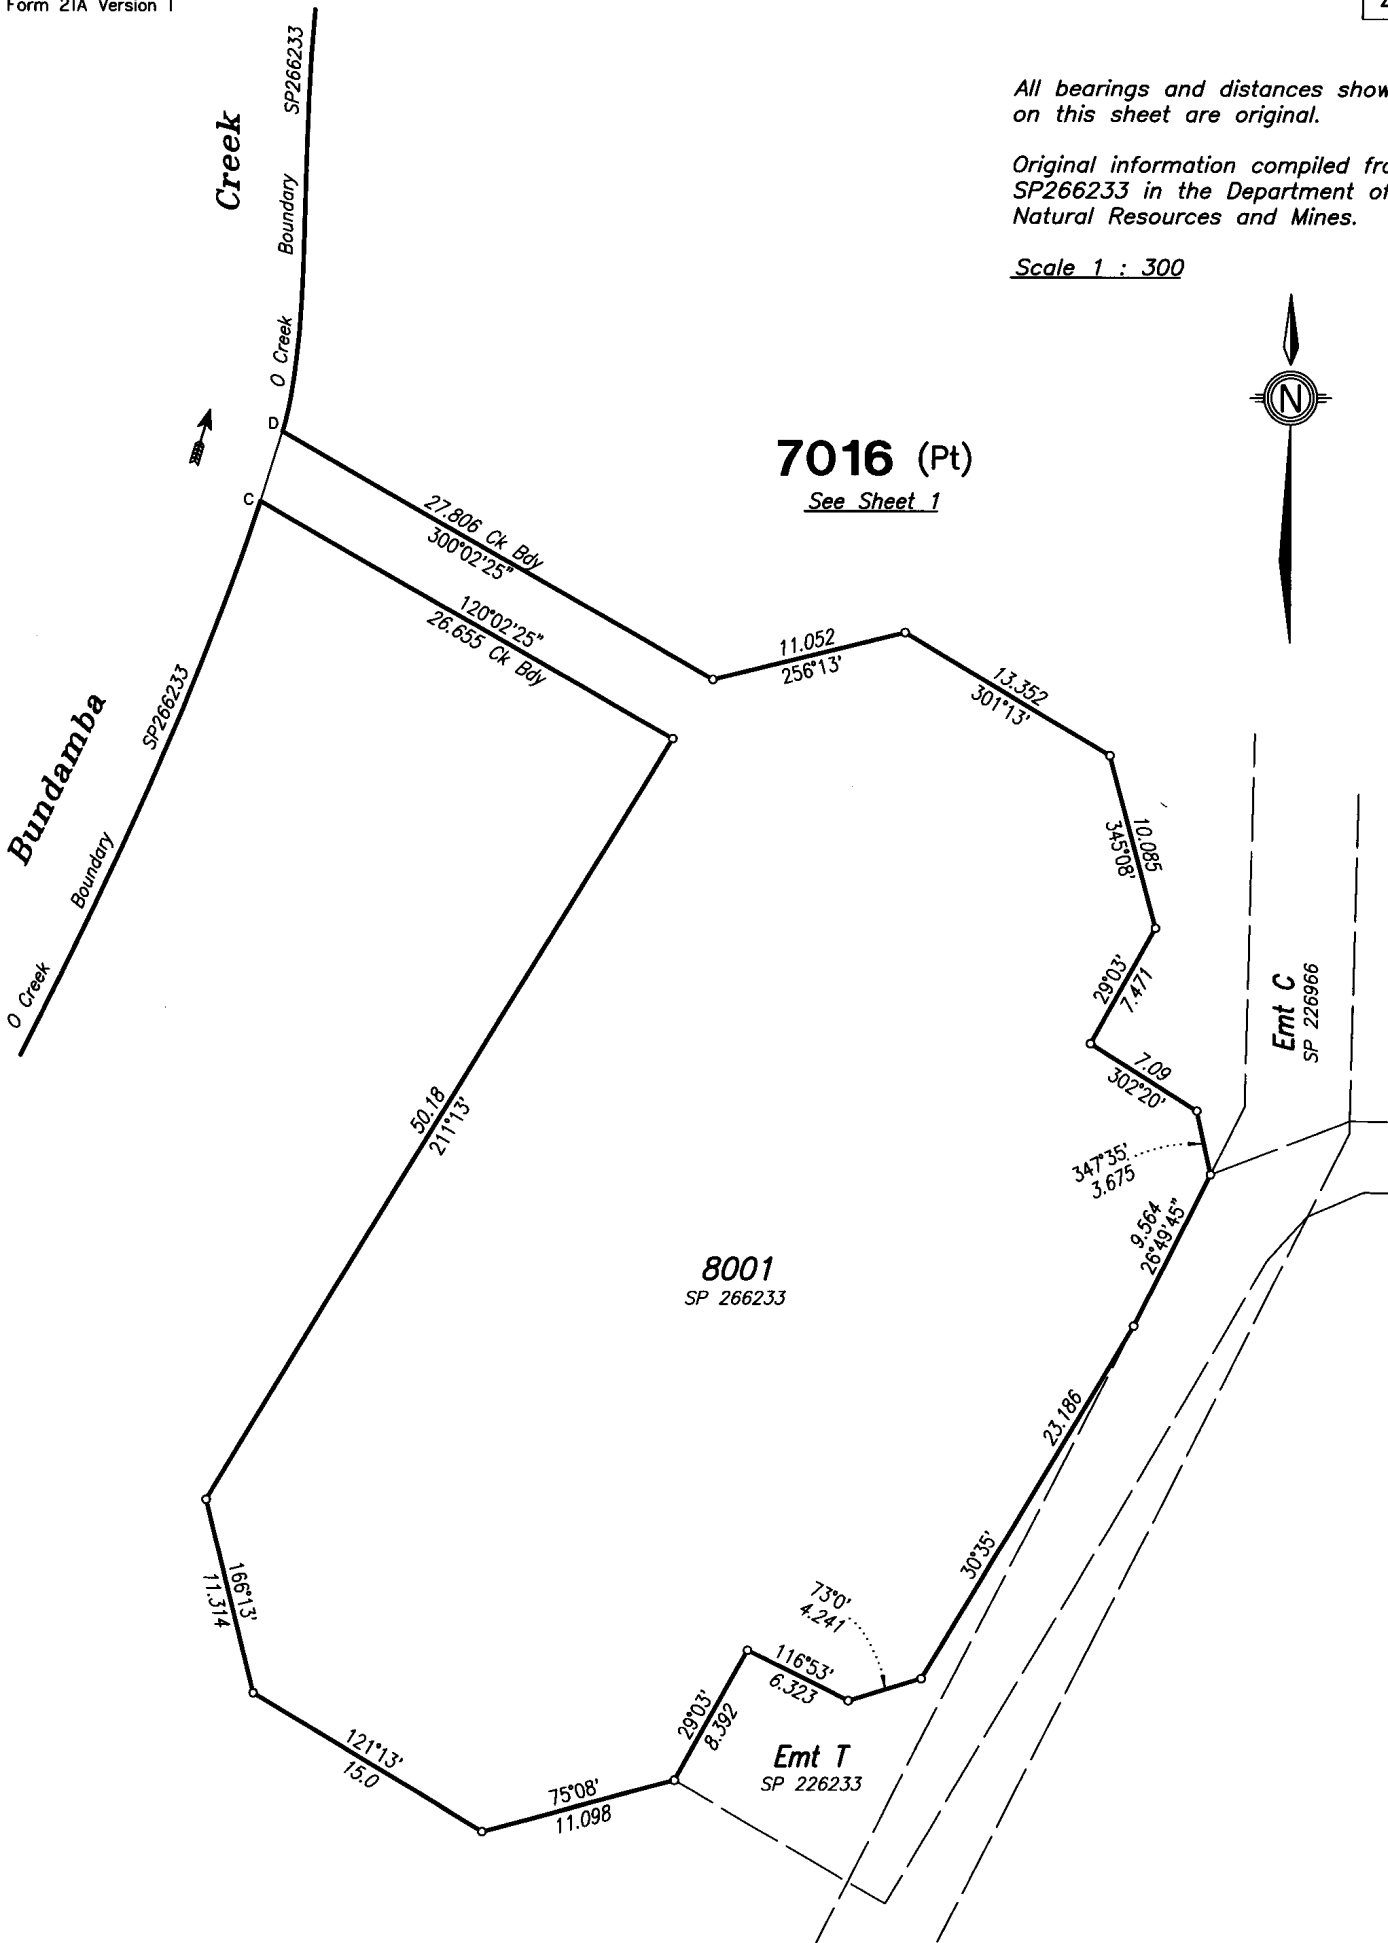 Form 21A Version 1
All bearings and distances show
on this sheet are original.
Original information compiled fro
SP266233 in the Department of
Natural Resources and Mines.
Scale 1 : 300
N
Creek
O Creek Boundary SP266233
D
C
7016 (Pt)
See Sheet 1
27.806 Ck Bdy
300°02'25"
120°02'25"
26.655 Ck Bdy
11.052
256°13'
13.352
301°13'
10.085
345°08'
29°03'
7.471
7.09
302°20'
347°35'
3.675
9.564
26°49'45"
Emt C
SP 226966
Bundamba
O Creek Boundary SP266233
50.18
211°13'
8001
SP 266233
23.186
30°35'
73°0'
4.241
116°53'
6.323
29°03'
8.392
Emt T
SP 226233
166°13'
11.314
121°13'
15.0
75°08'
11.098